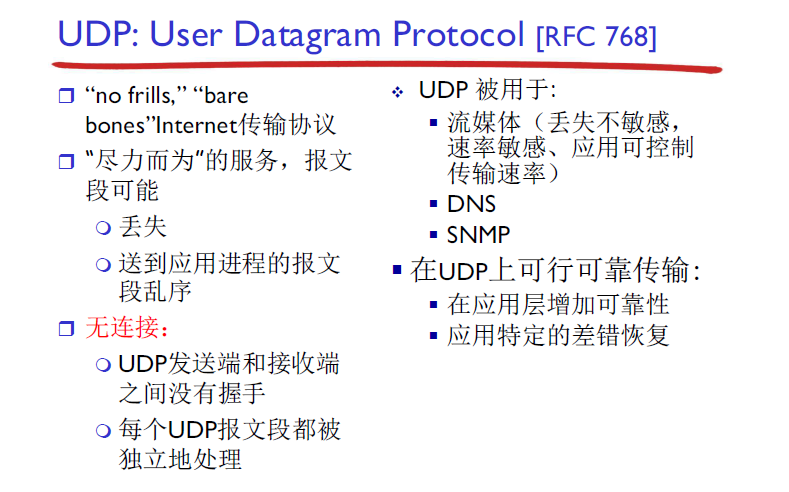 UDP: User Datagram Protocol [RFC 768]
“no frills,” “bare
bones”Internet传输协议
“尽力而为”的服务，报文
段可能
丢失
送到应用进程的报文
段乱序
无连接：
UDP发送端和接收端
之间没有握手
每个UDP报文段都被
独立地处理
UDP 被用于:
流媒体（丢失不敏感，
速率敏感、应用可控制
传输速率）
DNS
SNMP
在UDP上可行可靠传输:
在应用层增加可靠性
应用特定的差错恢复